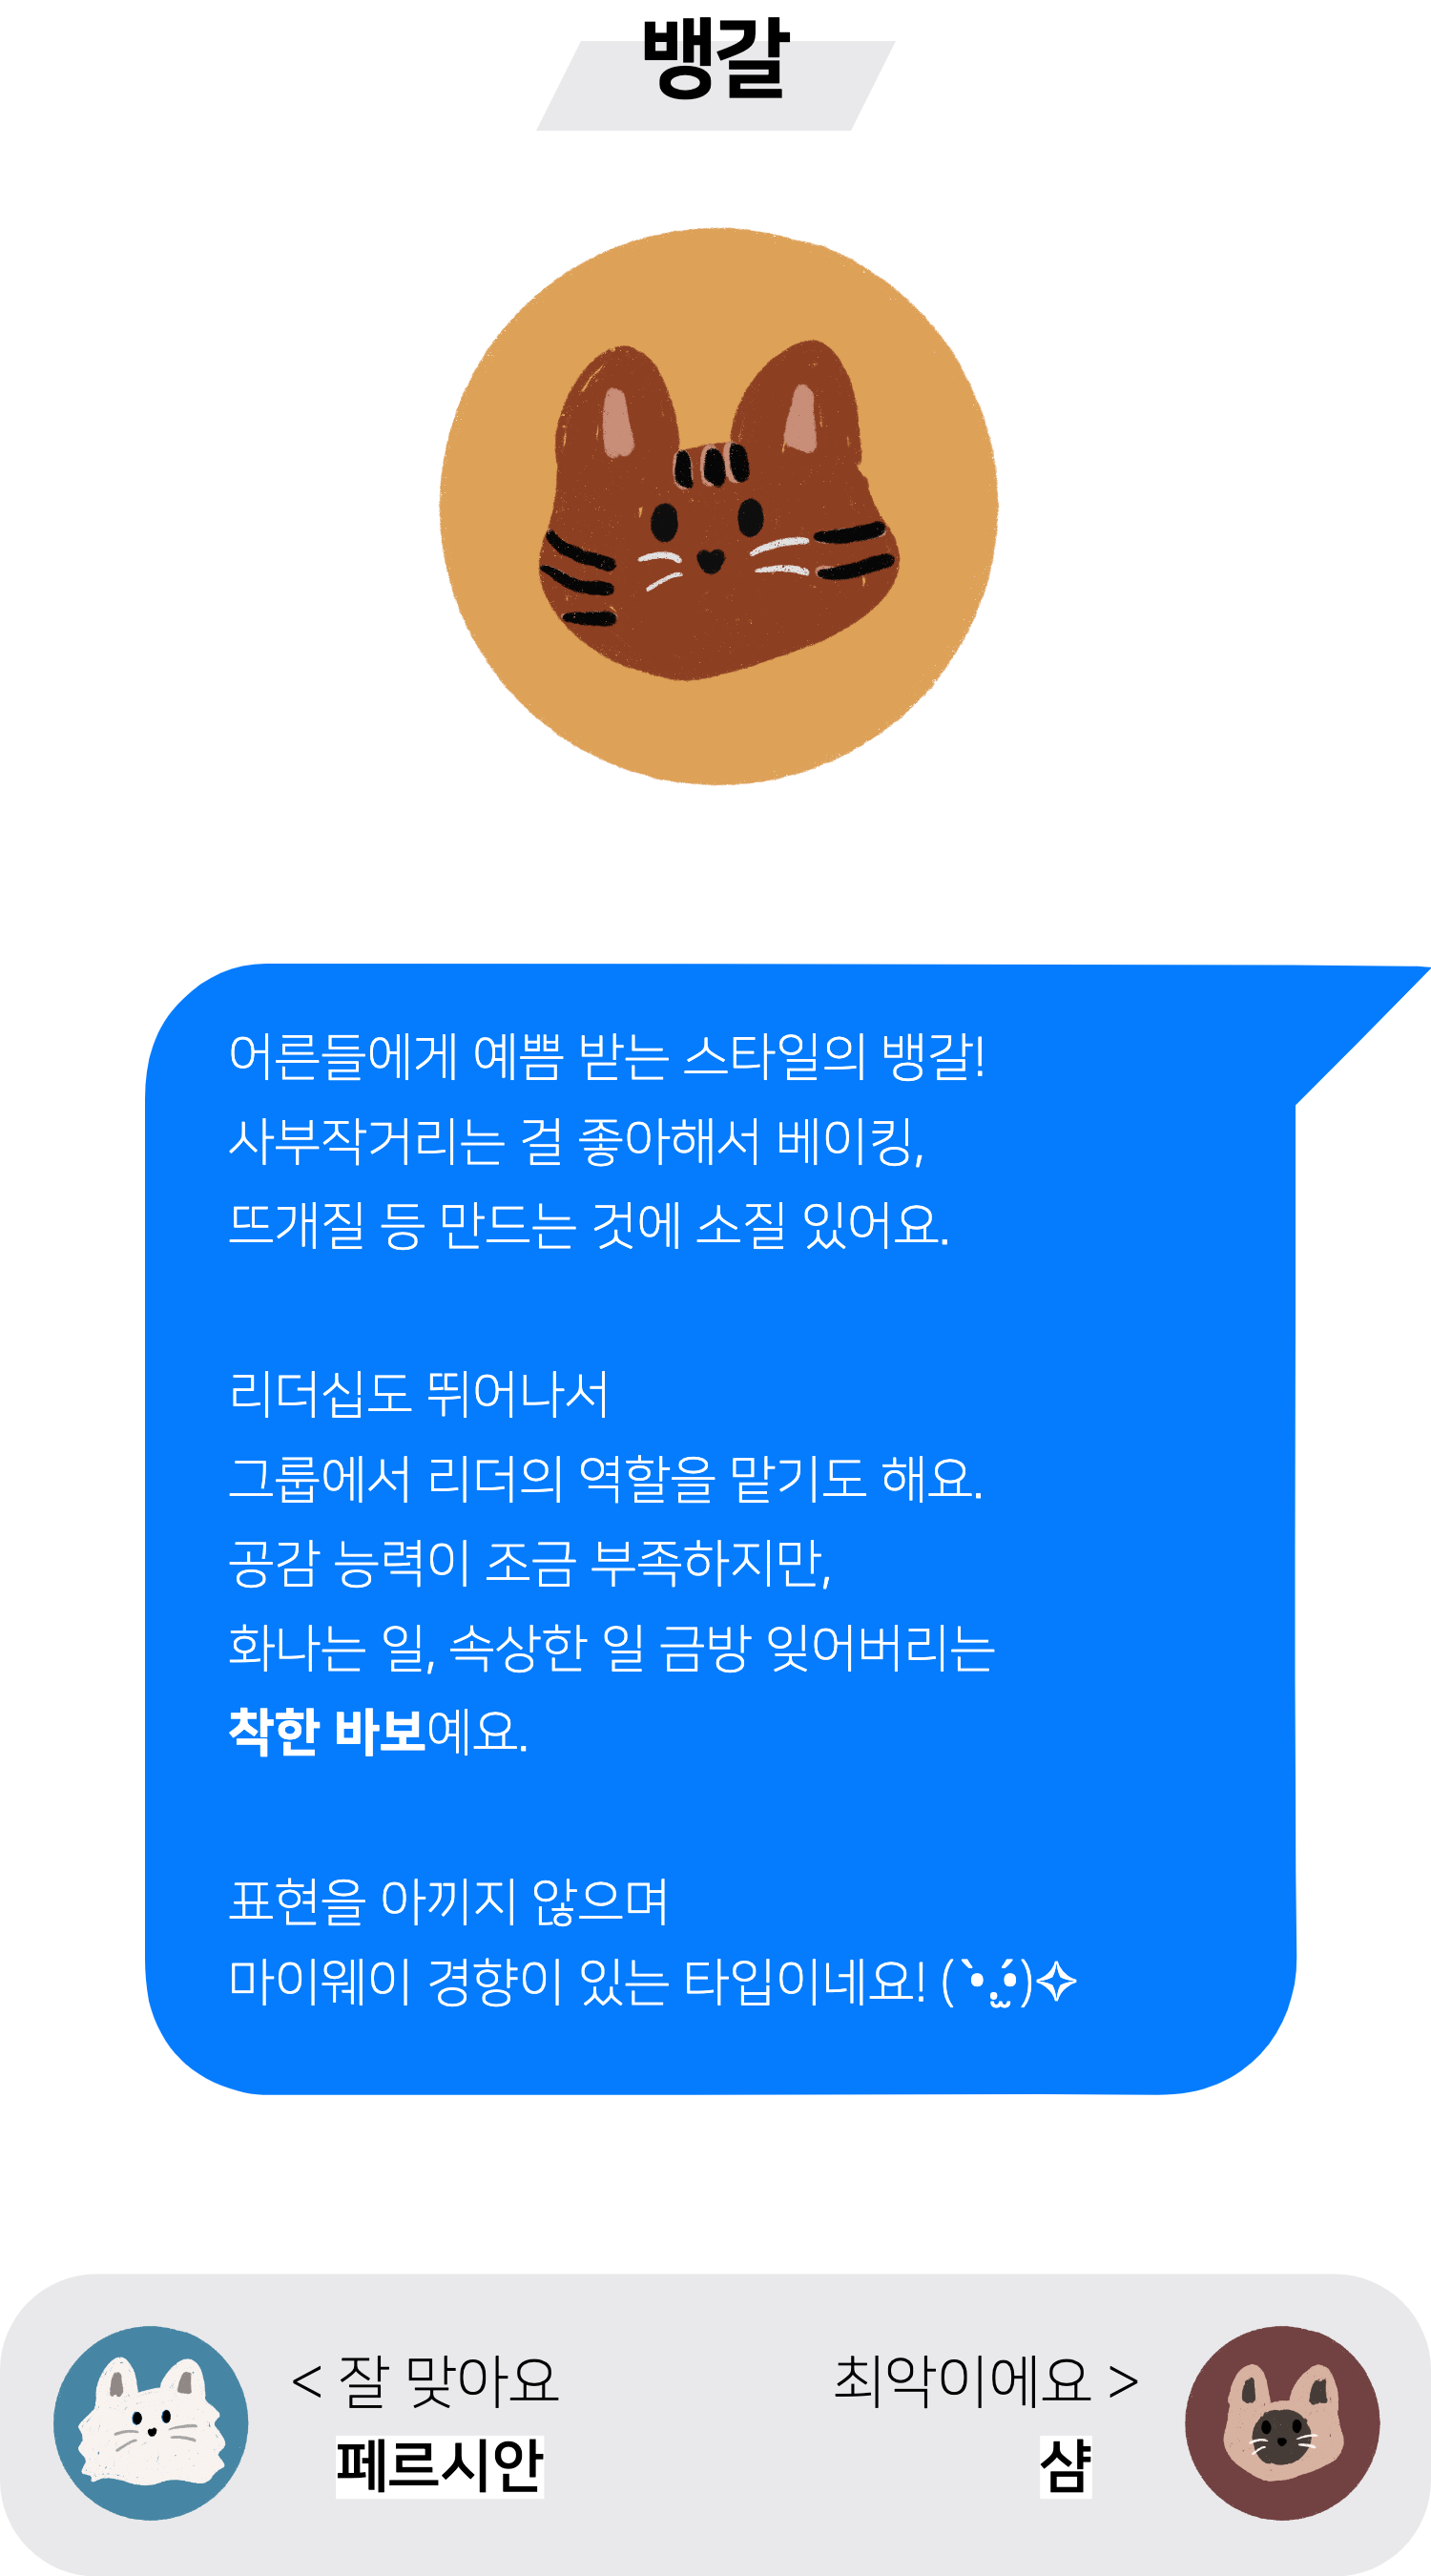 뱅갈
어른들에게 예쁨 받는 스타일의 뱅갈!
사부작거리는 걸 좋아해서 베이킹,
뜨개질 등 만드는 것에 소질 있어요.
리더십도 뛰어나서
그룹에서 리더의 역할을 맡기도 해요.
공감 능력이 조금 부족하지만,
화나는 일, 속상한 일 금방 잊어버리는
착한 바보예요.
표현을 아끼지 않으며
마이웨이 경향이 있는 타입이네요! (`•.̫•́)✧
< 잘 맞아요
페르시안
최악이에요 >
샴